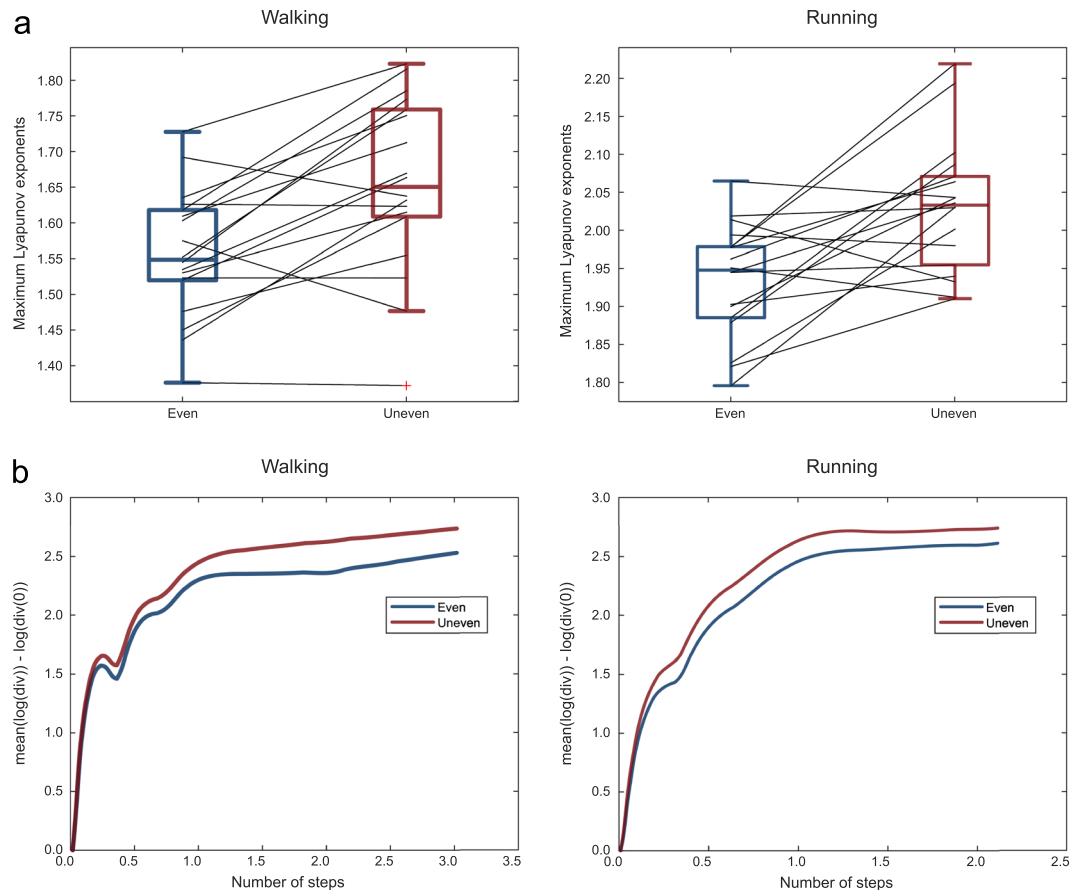 a
Walking
Running
Maximum Lyapunov exponents
1.80
1.75
1.70
1.65
1.60
1.55
1.50
1.45
1.40
Even
Uneven
Maximum Lyapunov exponents
2.20
2.15
2.10
2.05
2.00
1.95
1.90
1.85
1.80
Even
Uneven
b
Walking
Running
mean(log(div)) - log(div(0))
3.0
2.5
2.0
1.5
1.0
0.5
0.0
0.0 0.5 1.0 1.5 2.0 2.5 3.0 3.5
Number of steps
Even
Uneven
mean(log(div)) - log(div(0))
3.0
2.5
2.0
1.5
1.0
0.5
0.0
0.0 0.5 1.0 1.5 2.0 2.5
Number of steps
Even
Uneven